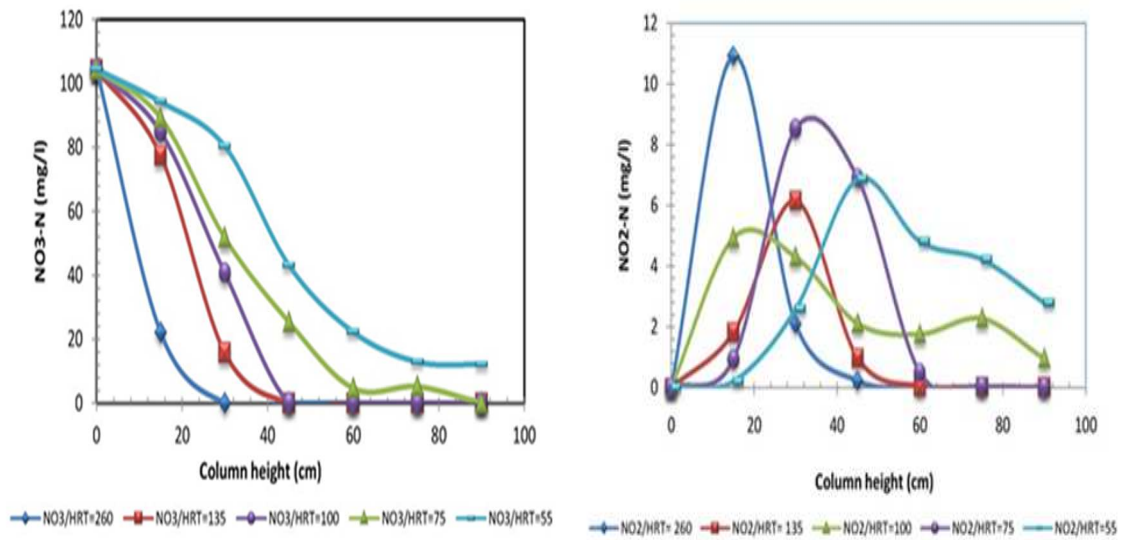 120
100
80
60
40
20
0
NO3-N (mg/l)
0 20 40 60 80 100
Column height (cm)
NO3/HRT=260 NO3/HRT=135 NO3/HRT=100 NO3/HRT=75 NO3/HRT=55
12
10
8
6
4
2
0
NO2-N (mg/l)
0 20 40 60 80 100
Column height (cm)
NO2/HRT= 260 NO2/HRT= 135 NO2/HRT=100 NO2/HRT=75 NO2/HRT=55